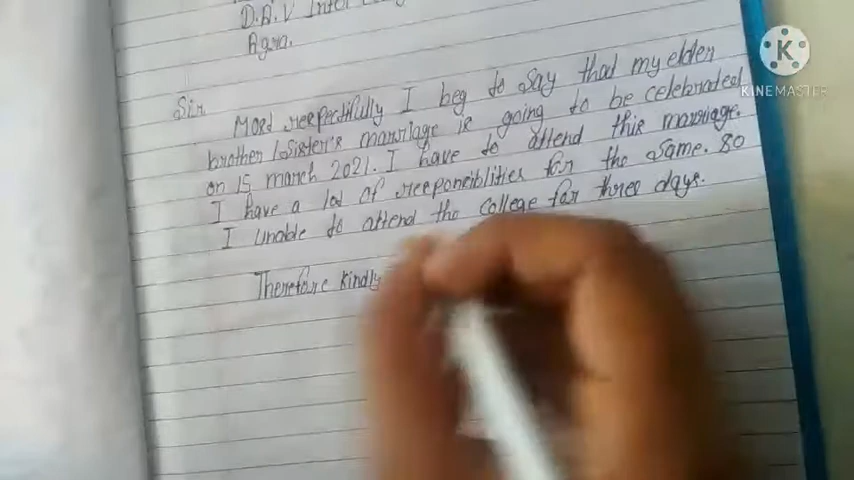 D.A.V Inter
Agra.
Sir
Most respectifully I beg to say that my elder
brother / Sister's marriage is going to be celebrated
on 15 march 2021. I have to attend this marriage.
I have a lot of responsiblities for the same. So
I unable to attend the college for three days.
Therefore kindly
KINEMASTER